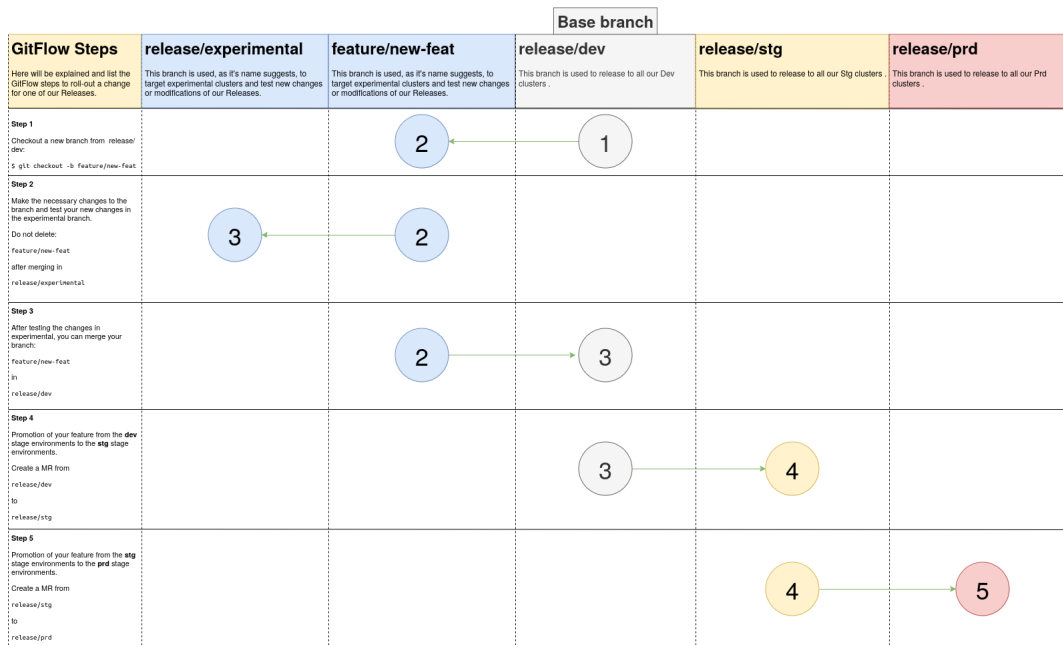 Base branch
GitFlow Steps
Here will be explained and list the
GitFlow steps to roll-out a change
for one of our Releases.
release/experimental
This branch is used, as it's name suggests, to
target experimental clusters and test new changes
or modifications of our Releases.
feature/new-feat
This branch is used, as it's name suggests, to
target experimental clusters and test new changes
or modifications of our Releases.
release/dev
This branch is used to release to all our Dev
clusters .
release/stg
This branch is used to release to all our Stg clusters .
release/prd
This branch is used to release to all our Prd
clusters .
Step 1
Checkout a new branch from release/
dev:
$ git checkout -b feature/new-feat
2
1
Step 2
Make the necessary changes to the
branch and test your new changes in
the experimental branch.
Do not delete:
feature/new-feat
after merging in
release/experimental
3
2
Step 3
After testing the changes in
experimental, you can merge your
branch:
feature/new-feat
in
release/dev
2
3
Step 4
Promotion of your feature from the dev
stage environments to the stg stage
environments.
Create a MR from
release/dev
to
release/stg
3
4
Step 5
Promotion of your feature from the stg
stage environments to the prd stage
environments.
Create a MR from
release/stg
to
release/prd
4
5